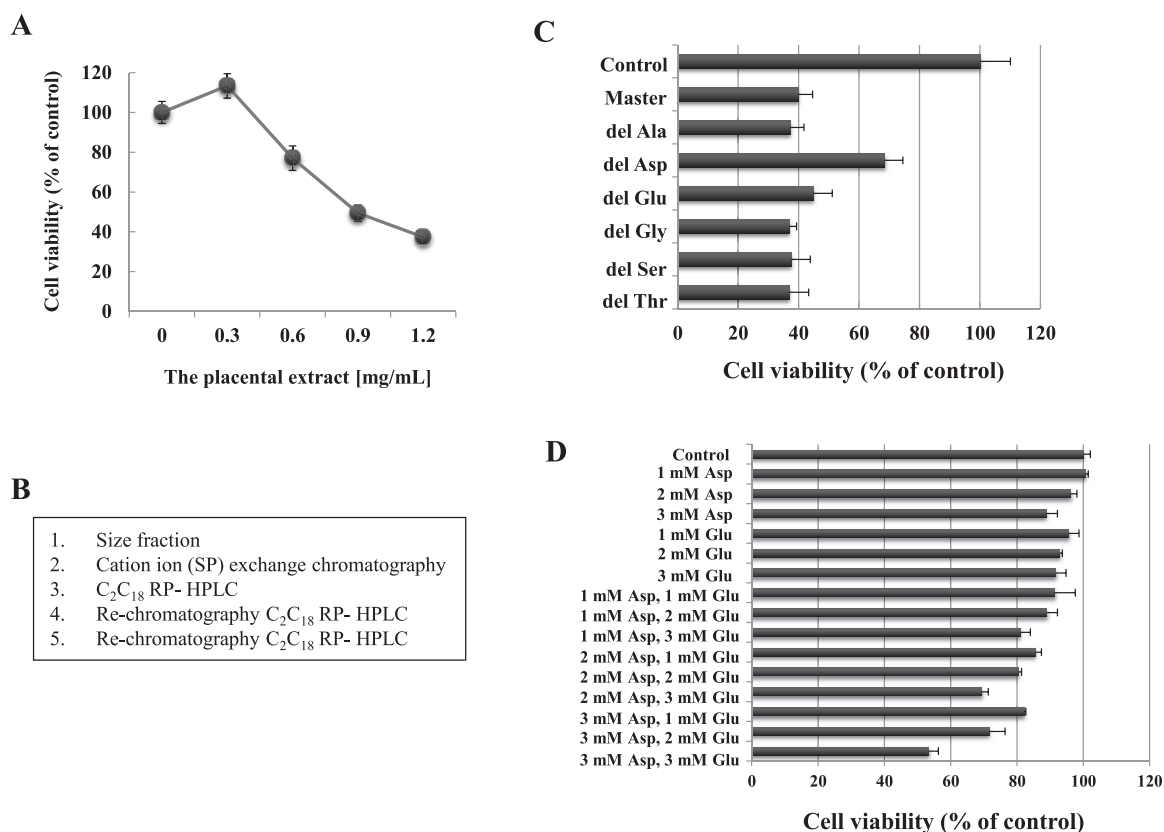 A
Cell viability (% of control)
120
100
80
60
40
20
0
0 0.3 0.6 0.9 1.2
The placental extract [mg/mL]
B
1. Size fraction
2. Cation ion (SP) exchange chromatography
3. C₂C₁₈ RP- HPLC
4. Re-chromatography C₂C₁₈ RP- HPLC
5. Re-chromatography C₂C₁₈ RP- HPLC
C
Control
Master
del Ala
del Asp
del Glu
del Gly
del Ser
del Thr
0 20 40 60 80 100 120
Cell viability (% of control)
D
Control
1 mM Asp
2 mM Asp
3 mM Asp
1 mM Glu
2 mM Glu
3 mM Glu
1 mM Asp, 1 mM Glu
1 mM Asp, 2 mM Glu
1 mM Asp, 3 mM Glu
2 mM Asp, 1 mM Glu
2 mM Asp, 2 mM Glu
2 mM Asp, 3 mM Glu
3 mM Asp, 1 mM Glu
3 mM Asp, 2 mM Glu
3 mM Asp, 3 mM Glu
0 20 40 60 80 100 120
Cell viability (% of control)